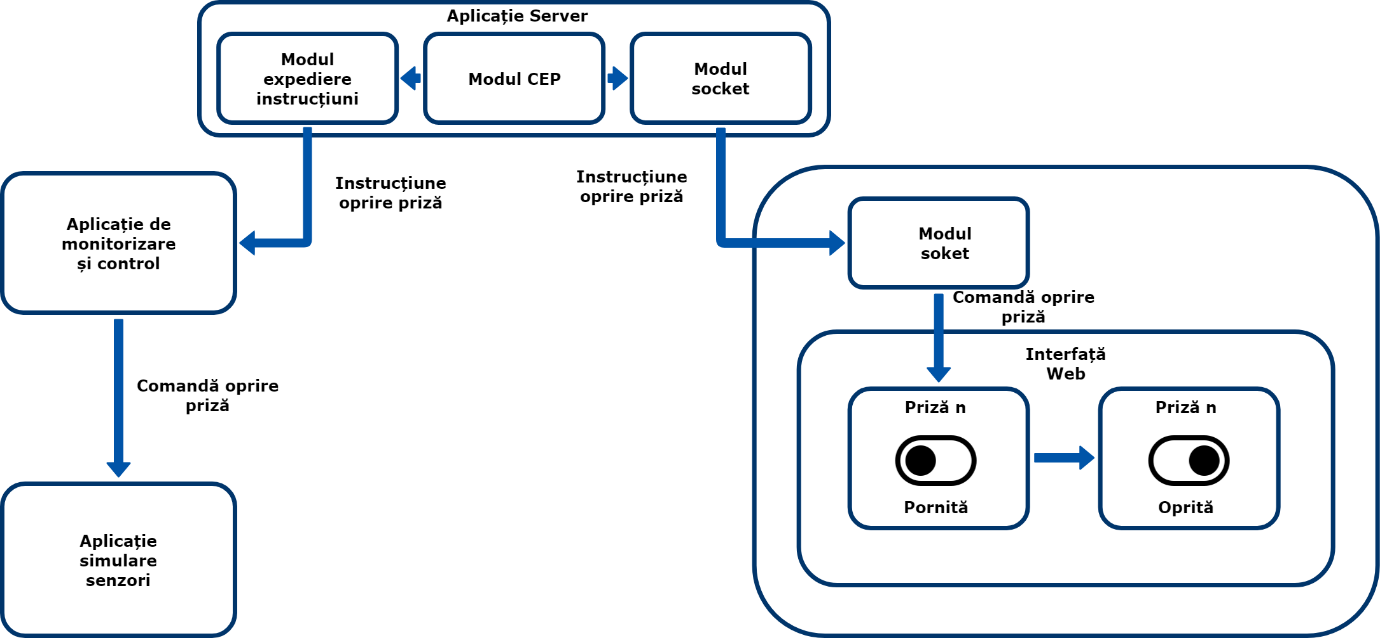 Aplicație Server
Modul
expediere
instrucțiuni
Modul CEP
Modul
socket
Instrucțiune
oprire priză
Instrucțiune
oprire priză
Aplicație de
monitorizare
și control
Modul
soket
Comandă oprire
priză
Comandă oprire
priză
Interfață
Web
Priză n
Pornită
Priză n
Oprită
Aplicație
simulare
senzori